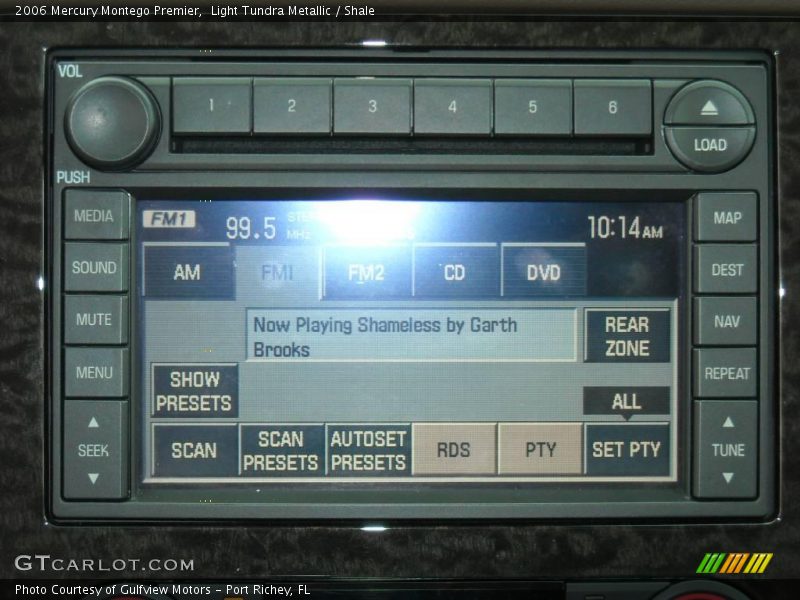 2006 Mercury Montego Premier,  Light Tundra Metallic / Shale
VOL
1 2 3 4 5 6
LOAD
PUSH
MEDIA
SOUND
MUTE
MENU
SEEK
FM1 99.5 MHz 10:14AM
AM FM1 FM2 CD DVD
Now Playing Shameless by Garth
Brooks
REAR
ZONE
SHOW
PRESETS
ALL
SCAN
SCAN
PRESETS
AUTOSET
PRESETS
RDS
PTY
SET PTY
MAP
DEST
NAV
REPEAT
TUNE
GTCARLOT.COM
Photo Courtesy of Gulfview Motors - Port Richey, FL